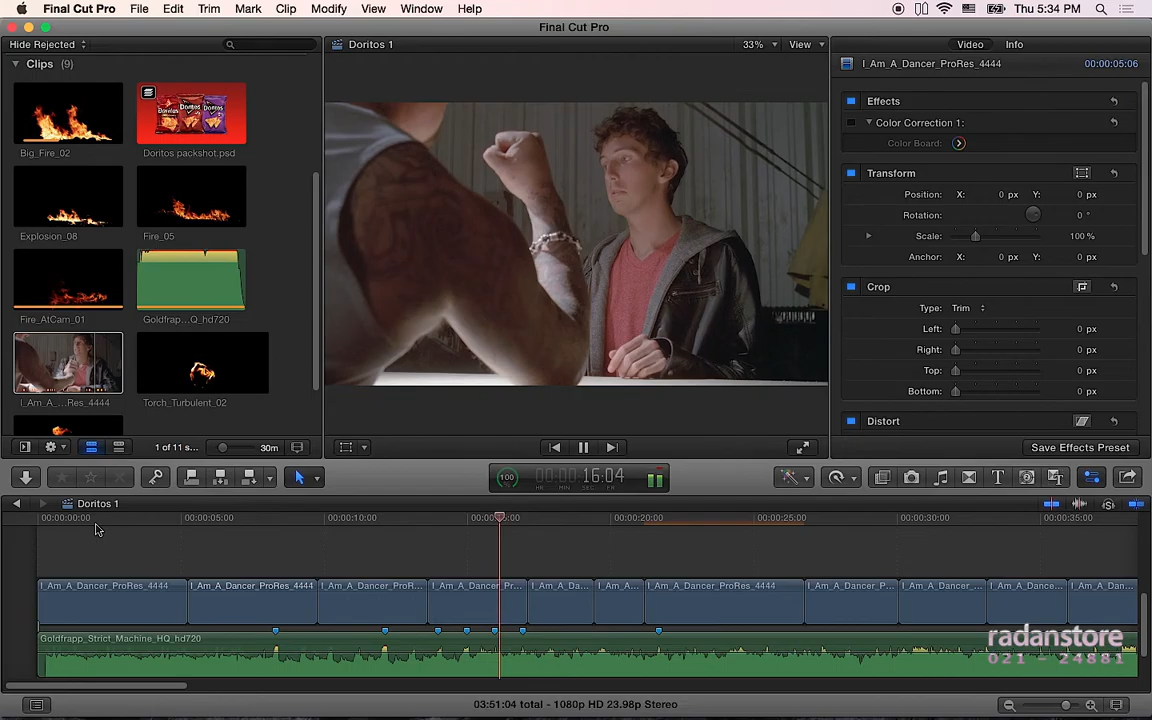 Final Cut Pro File Edit Trim Mark Clip Modify View Window Help Thu 5:34 PM
Final Cut Pro
Hide Rejected Doritos 1 33% View Video Info
Clips (9) I_Am_A_Dancer_ProRes_4444 00:00:05:06
Big_Fire_02 Doritos packshot.psd
Explosion_08 Fire_05
Fire_AtCam_01 Goldfrap...Q_hd720
I_Am_A_...Res_4444 Torch_Turbulent_02
Effects
Color Correction 1:
Color Board:
Transform
Position: X: 0 px Y: 0 px
Rotation: 0 °
Scale: 100 %
Anchor: X: 0 px Y: 0 px
Crop
Type: Trim
Left: 0 px
Right: 0 px
Top: 0 px
Bottom: 0 px
Distort
1 of 11 s... 30m Save Effects Preset
100 00:00:16:04
HR MIN SEC FR
Doritos 1
00:00:00:00 00:00:05:00 00:00:10:00 00:00:20:00 00:00:25:00 00:00:30:00 00:00:35:00
I_Am_A_Dancer_ProRes_4444 I_Am_A_Dancer_ProRes_4444 I_Am_A_Dancer_ProR... I_Am_A_Dancer_Pr... I_Am_A_Da... I_Am_A... I_Am_A_Dancer_ProRes_4444 I_Am_A_Dancer_P... I_Am_A_Dancer_... I_Am_A_Dance... I_Am_A_Dan...
Goldfrapp_Strict_Machine_HQ_hd720
radanstore
021 - 24881
03:51:04 total - 1080p HD 23.98p Stereo